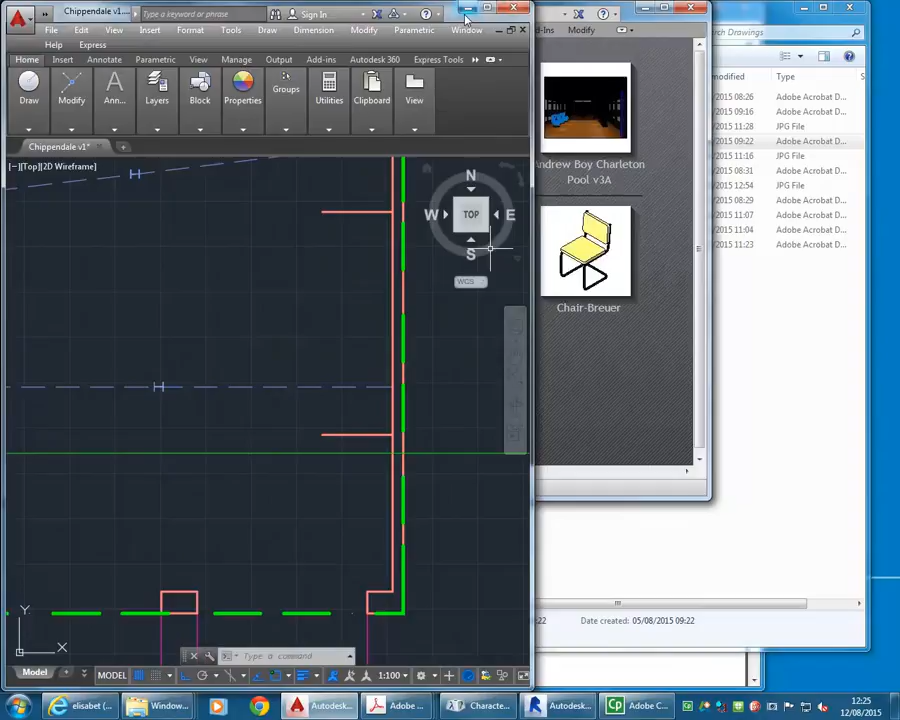 Chippendale v1....
Type a keyword or phrase
Sign In
File Edit View Insert Format Tools Draw Dimension Modify Parametric Window
Help Express
Home Insert Annotate Parametric View Manage Output Add-ins Autodesk 360 Express Tools
Draw Modify Ann... Layers Block Properties Groups Utilities Clipboard View
Chippendale v1*
[−][Top][2D Wireframe]
N
W TOP E
S
WCS
H
H
Y
X
Type a command
Model
MODEL
1:100
Add-Ins Modify
Andrew Boy Charleton
Pool v3A
Chair-Breuer
Search Drawings
modified Type
/2015 08:26 Adobe Acrobat D...
/2015 09:16 Adobe Acrobat D...
/2015 11:28 JPG File
/2015 09:22 Adobe Acrobat D...
/2015 11:16 JPG File
/2015 08:31 Adobe Acrobat D...
/2015 12:54 JPG File
/2015 08:29 Adobe Acrobat D...
/2015 11:07 Adobe Acrobat D...
/2015 11:04 Adobe Acrobat D...
/2015 11:23 Adobe Acrobat D...
Date created: 05/08/2015 09:22
elisabet (... Window... Autodesk... Adobe ... Characte... Autodesk... Adobe C...
12:25
12/08/2015